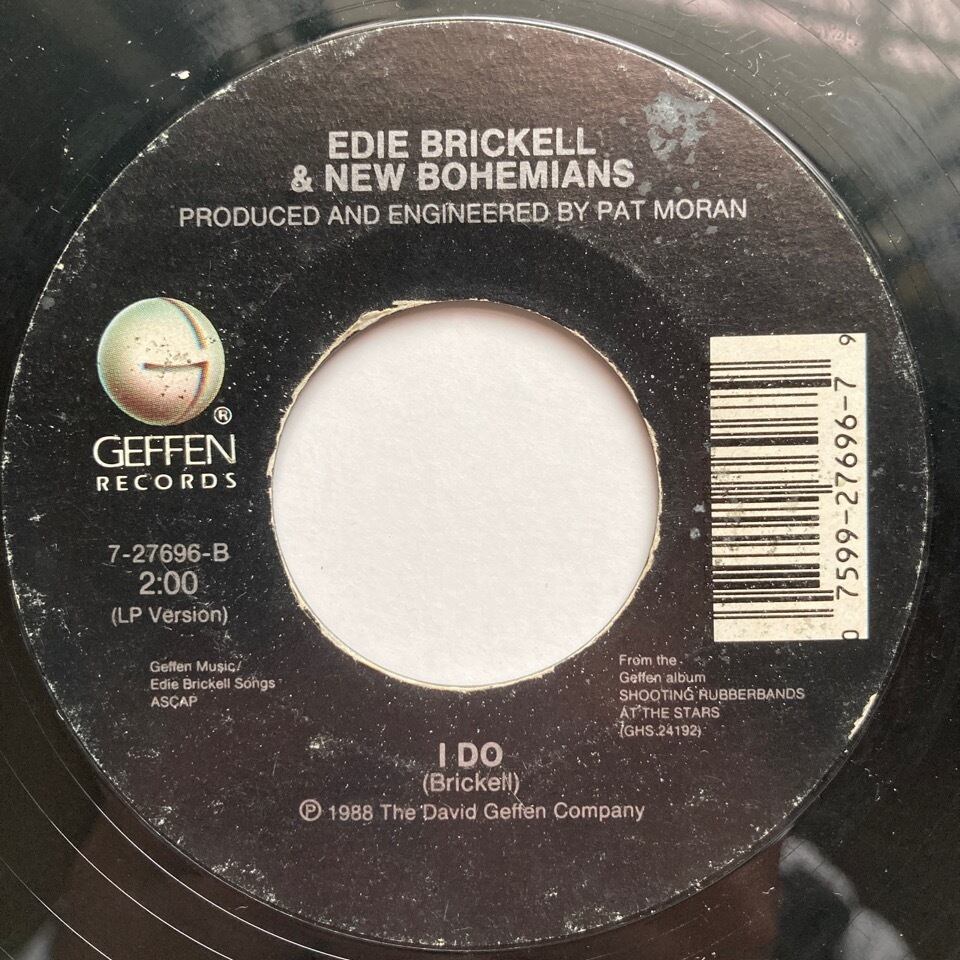 EDIE BRICKELL
& NEW BOHEMIANS
PRODUCED AND ENGINEERED BY PAT MORAN
G
®
GEFFEN
RECORDS
7-27696-B
2:00
(LP Version)
Geffen Music/
Edie Brickell Songs
ASCAP
0 7599-27696-7 9
From the
Geffen album
SHOOTING RUBBERBANDS
AT THE STARS
(GHS 24192)
I DO
(Brickell)
℗ 1988 The David Geffen Company